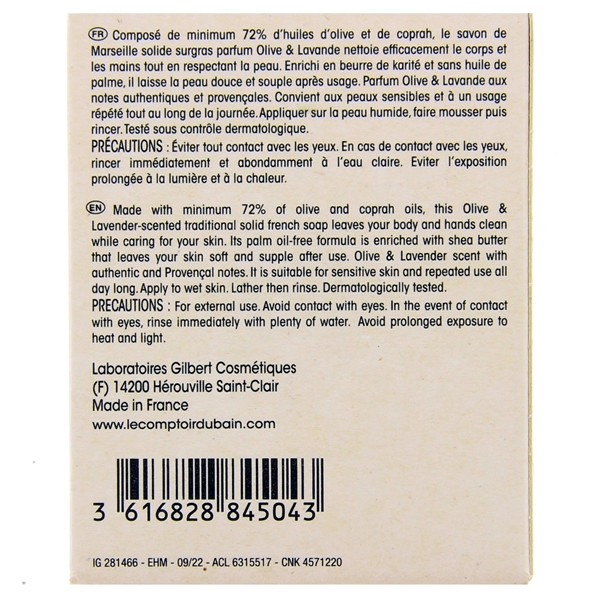 FR Composé de minimum 72% d'huiles d'olive et de coprah, le savon de
Marseille solide surgras parfum Olive & Lavande nettoie efficacement le corps et
les mains tout en respectant la peau. Enrichi en beurre de karité et sans huile de
palme, il laisse la peau douce et souple après usage. Parfum Olive & Lavande aux
notes authentiques et provençales. Convient aux peaux sensibles et à un usage
répété tout au long de la journée. Appliquer sur la peau humide, faire mousser puis
rincer. Testé sous contrôle dermatologique.
PRÉCAUTIONS : Éviter tout contact avec les yeux. En cas de contact avec les yeux,
rincer immédiatement et abondamment à l'eau claire. Eviter l'exposition
prolongée à la lumière et à la chaleur.
EN Made with minimum 72% of olive and coprah oils, this Olive &
Lavender-scented traditional solid french soap leaves your body and hands clean
while caring for your skin. Its palm oil-free formula is enriched with shea butter
that leaves your skin soft and supple after use. Olive & Lavender scent with
authentic and Provençal notes. It is suitable for sensitive skin and repeated use all
day long. Apply to wet skin. Lather then rinse. Dermatologically tested.
PRECAUTIONS : For external use. Avoid contact with eyes. In the event of contact
with eyes, rinse immediately with plenty of water. Avoid prolonged exposure to
heat and light.
Laboratoires Gilbert Cosmétiques
(F) 14200 Hérouville Saint-Clair
Made in France
www.lecomptoirdubain.com
3 616828 845043
IG 281466 - EHM - 09/22 - ACL 6315517 - CNK 4571220